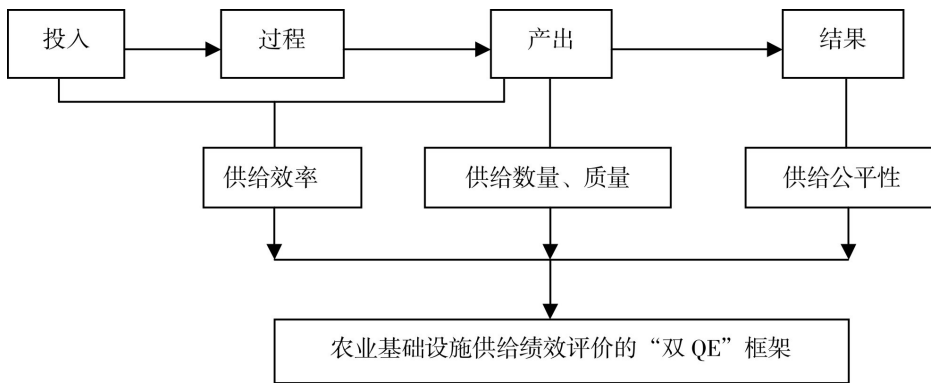 投入
过程
产出
结果
供给效率
供给数量、质量
供给公平性
农业基础设施供给绩效评价的“双 QE”框架